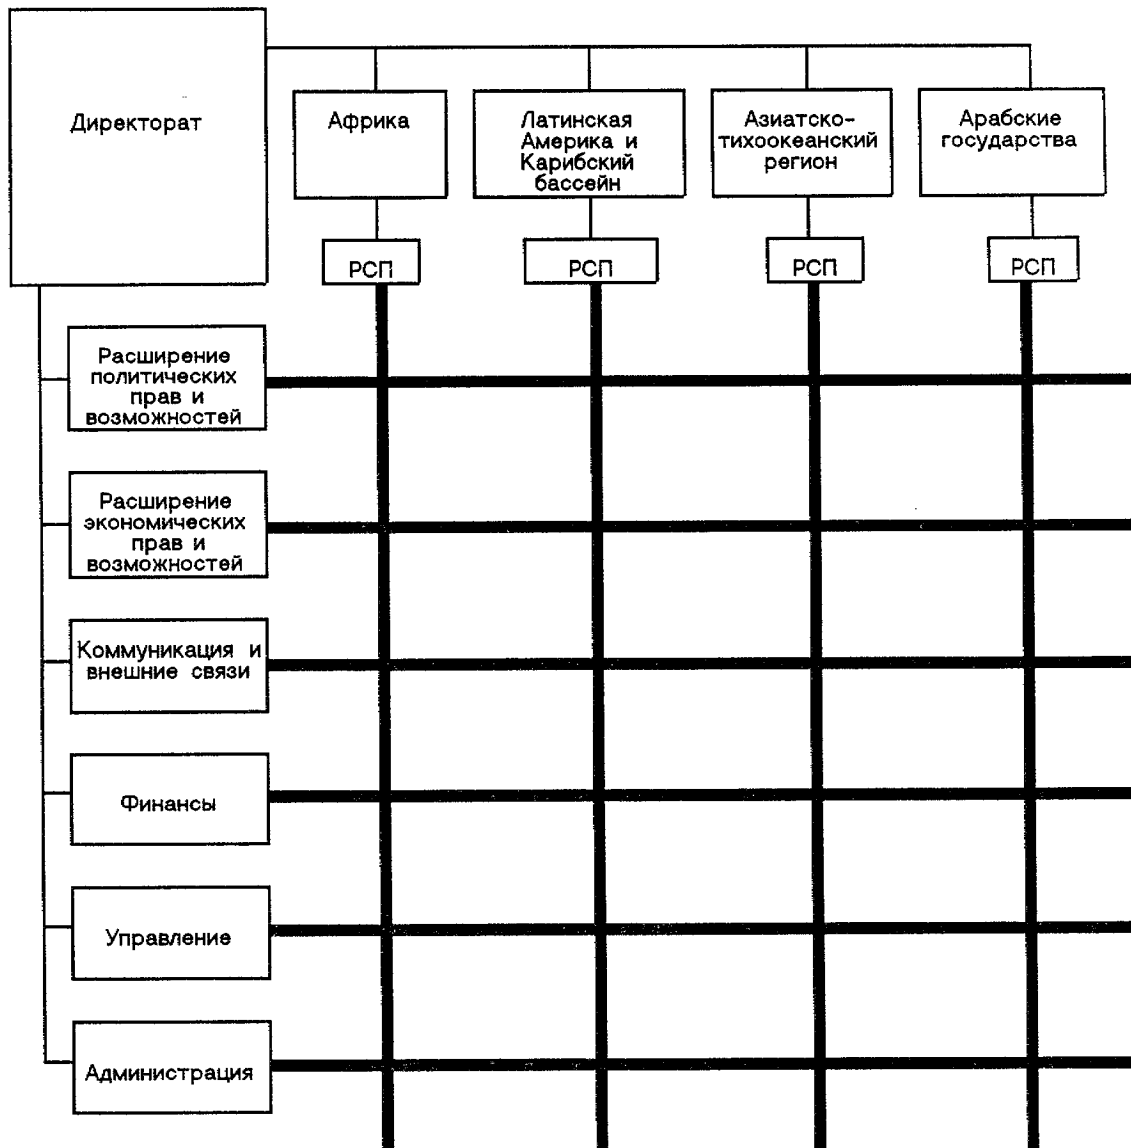 Директорат
Африка
Латинская
Америка и
Карибский
бассейн
Азиатско-
тихоокеанский
регион
Арабские
государства
РСП
РСП
РСП
РСП
Расширение
политических
прав и
возможностей
Расширение
экономических
прав и
возможностей
Коммуникация и
внешние связи
Финансы
Управление
Администрация